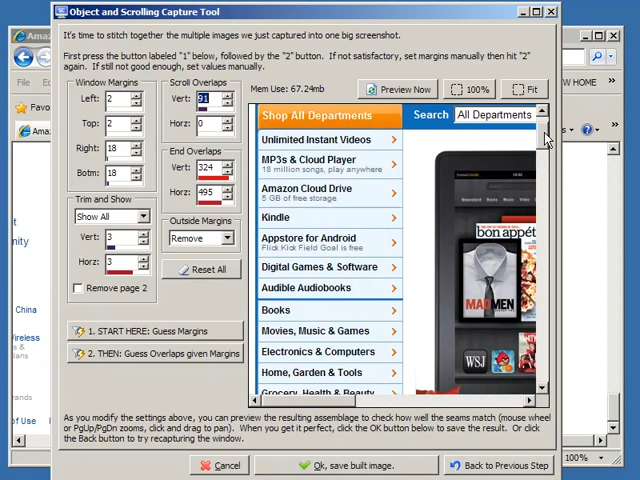 Object and Scrolling Capture Tool
It's time to stitch together the multiple images we just captured into one big screenshot.
First press the button labeled "1" below, followed by the "2" button. If not satisfactory, set margins manually then hit "2"
again. If still not good enough, set values manually.
Window Margins
Left: 2
Top: 2
Right: 18
Botm: 18
Scroll Overlaps
Vert: 91
Horz: 0
End Overlaps
Vert: 324
Horz: 495
Trim and Show
Show All
Vert: 3
Horz: 3
Remove page 2
Outside Margins
Remove
Reset All
1. START HERE: Guess Margins
2. THEN: Guess Overlaps given Margins
Mem Use: 67.24mb
Preview Now
100%
Fit
Shop All Departments
Search
All Departments
Unlimited Instant Videos
MP3s & Cloud Player
18 million songs, play anywhere
Amazon Cloud Drive
5 GB of free storage
Kindle
Appstore for Android
Flick Kick Field Goal is free
Digital Games & Software
Audible Audiobooks
Books
Movies, Music & Games
Electronics & Computers
Home, Garden & Tools
Grocery, Health & Beauty
bon appét
MAD MEN
WSJ
As you modify the settings above, you can preview the resulting assemblage to check how well the seams match (mouse wheel
or PgUp/PgDn zooms, click and drag to pan). When you get it perfect, click the OK button below to save the result. Or click
the Back button to try recapturing the window.
Cancel
Ok, save built image.
Back to Previous Step
Amaz
Favor
Ama
China
Wireless
of Use
HOME
100%